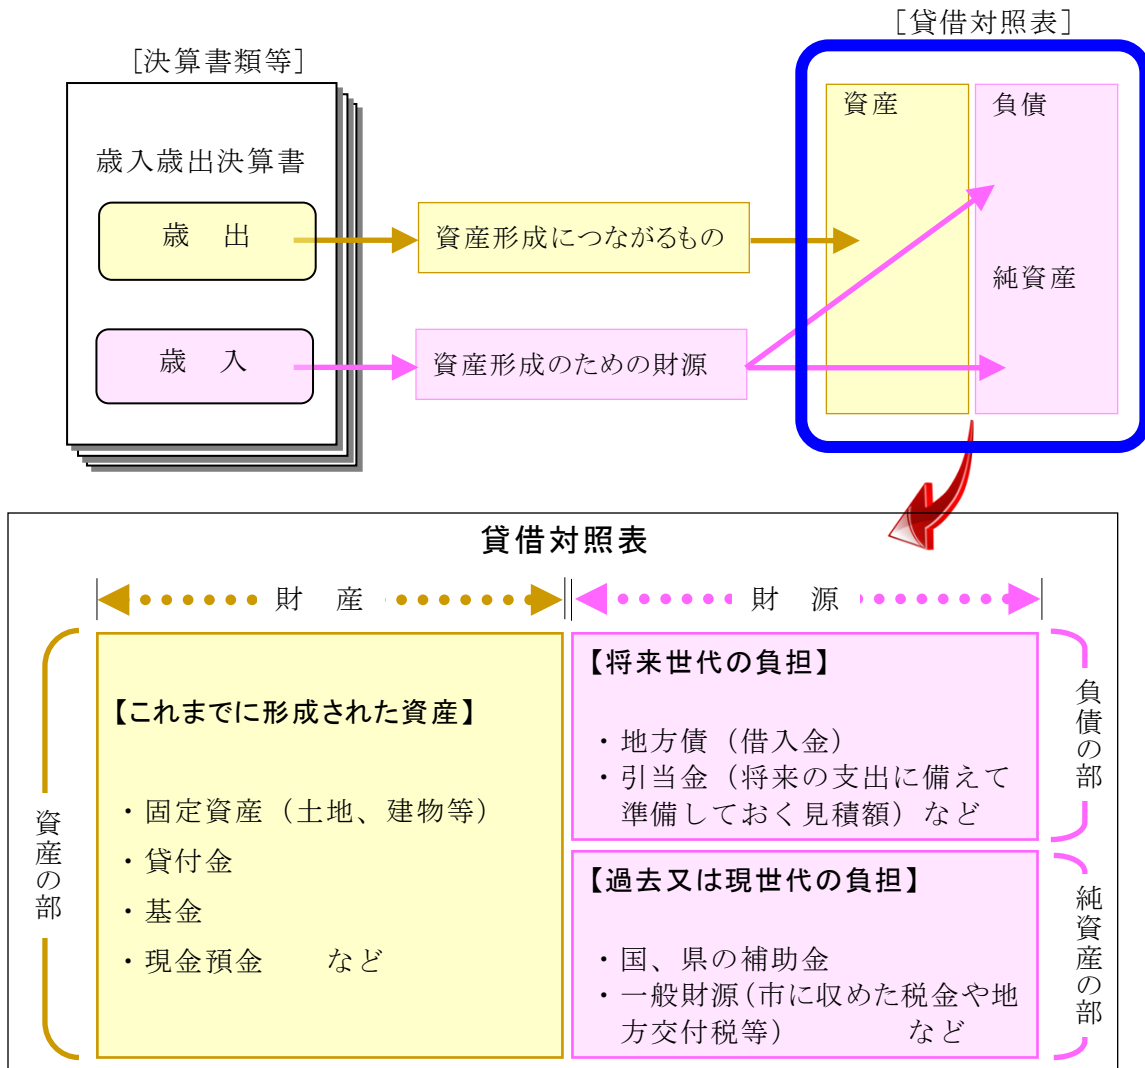 [貸借対照表]
[決算書類等]
資産
負債
歳入歳出決算書
歳　出
資産形成につながるもの
純資産
歳　入
資産形成のための財源
貸借対照表
財　産
財　源
資産の部
【これまでに形成された資産】
・固定資産（土地、建物等）
・貸付金
・基金
・現金預金　　など
【将来世代の負担】
・地方債（借入金）
・引当金（将来の支出に備えて
準備しておく見積額）など
負債の部
【過去又は現世代の負担】
・国、県の補助金
・一般財源（市に収めた税金や地
方交付税等）　　　　など
純資産の部